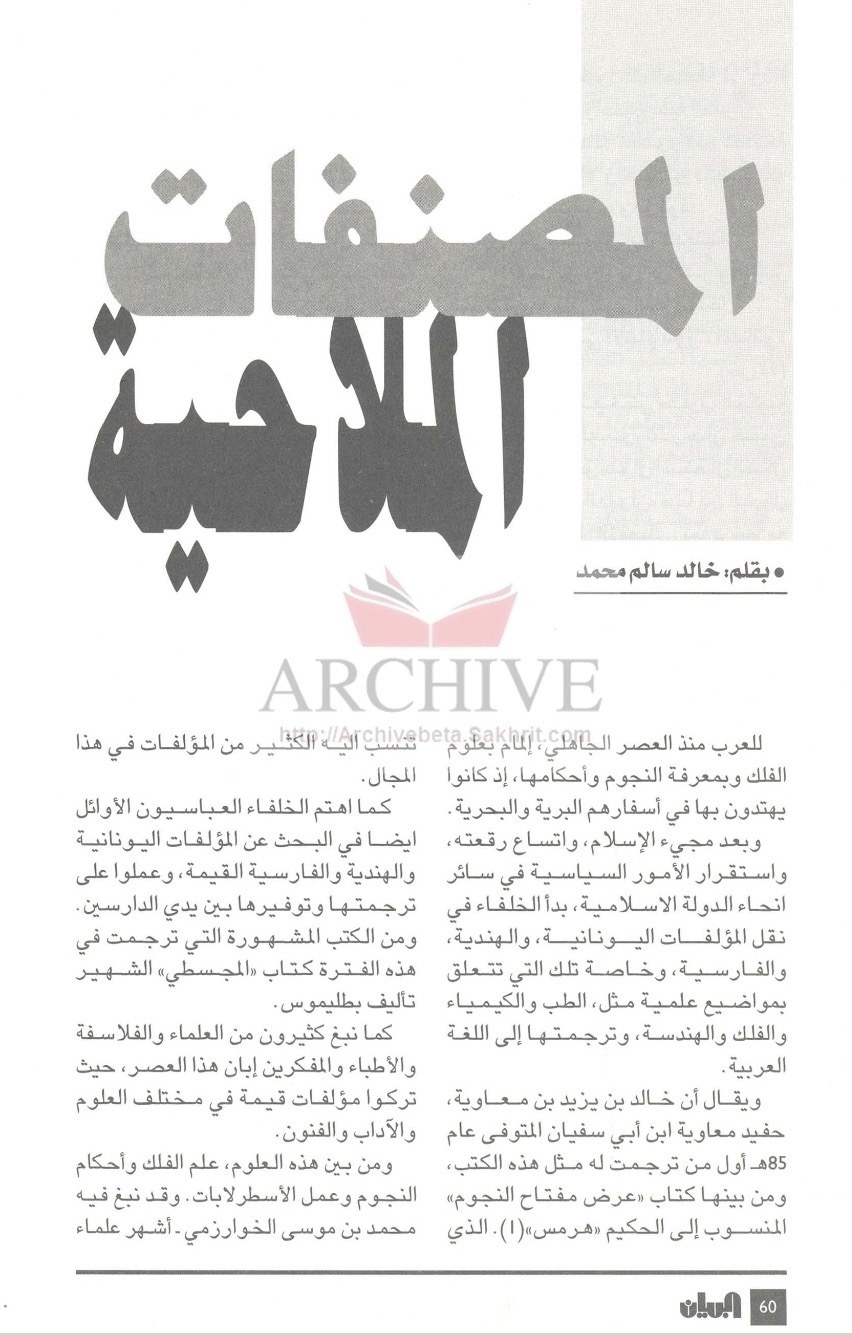 المصنفات
الملاحية
● بقلم: خالد سالم محمد
ARCHIVE
http://Archivebeta.Sakhrit.com
للعرب منذ العصر الجاهلي، إلمام بعلوم
الفلك وبمعرفة النجوم وأحكامها، إذ كانوا
يهتدون بها في أسفارهم البرية والبحرية.
وبعد مجيء الإسلام، واتساع رقعته،
واستقرار الأمور السياسية في سائر
انحاء الدولة الاسلامية، بدأ الخلفاء في
نقل المؤلفات اليونانية، والهندية،
والفارسية، وخاصة تلك التي تتعلق
بمواضيع علمية مثل، الطب والكيمياء
والفلك والهندسة، وترجمتها إلى اللغة
العربية.
ويقال أن خالد بن يزيد بن معاوية،
حفيد معاوية ابن أبي سفيان المتوفى عام
85هـ أول من ترجمت له مثل هذه الكتب،
ومن بينها كتاب «عرض مفتاح النجوم»
المنسوب إلى الحكيم «هرمس»(١). الذي
تنسب اليه الكثير من المؤلفات في هذا
المجال.
كما اهتم الخلفاء العباسيون الأوائل
ايضا في البحث عن المؤلفات اليونانية
والهندية والفارسية القيمة، وعملوا على
ترجمتها وتوفيرها بين يدي الدارسين.
ومن الكتب المشهورة التي ترجمت في
هذه الفترة كتاب «المجسطي» الشهير
تأليف بطليموس.
كما نبغ كثيرون من العلماء والفلاسفة
والأطباء والمفكرين إبان هذا العصر، حيث
تركوا مؤلفات قيمة في مختلف العلوم
والآداب والفنون.
ومن بين هذه العلوم، علم الفلك وأحكام
النجوم وعمل الأسطرلابات. وقد نبغ فيه
محمد بن موسى الخوارزمي ـ أشهر علماء
60 البيان